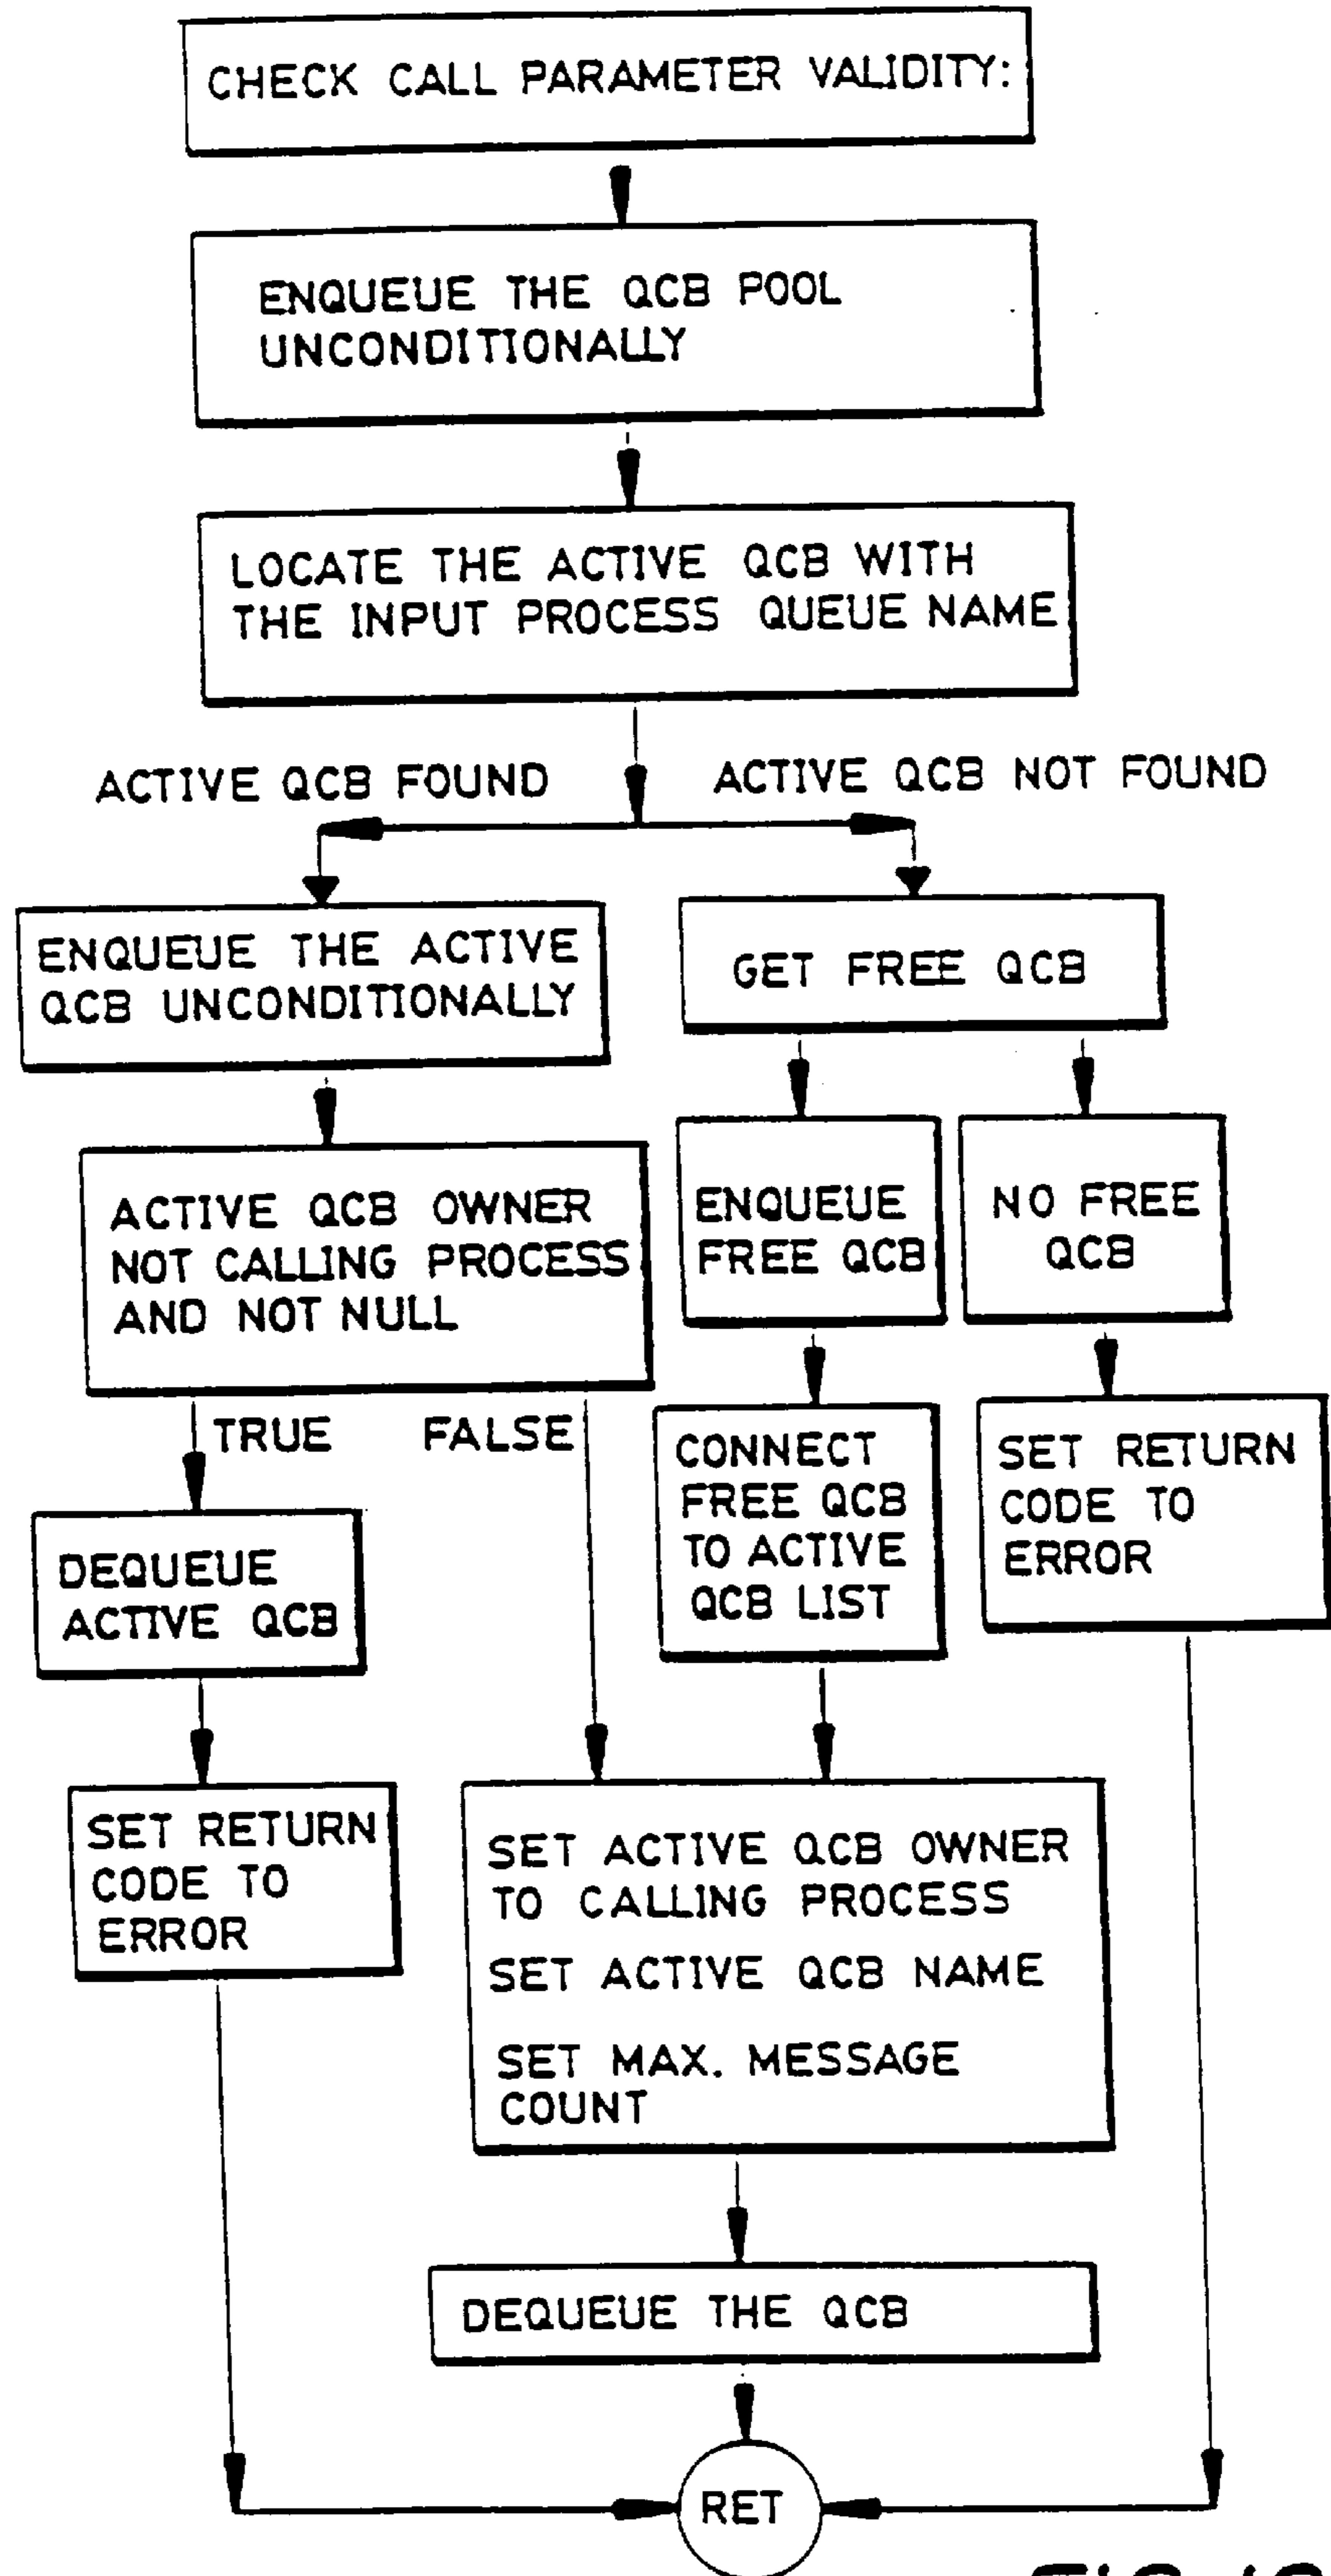 CHECK CALL PARAMETER VALIDITY:
ENQUEUE THE QCB POOL
UNCONDITIONALLY
LOCATE THE ACTIVE QCB WITH
THE INPUT PROCESS QUEUE NAME
ACTIVE QCB FOUND
ACTIVE QCB NOT FOUND
ENQUEUE THE ACTIVE
QCB UNCONDITIONALLY
GET FREE QCB
ACTIVE QCB OWNER
NOT CALLING PROCESS
AND NOT NULL
ENQUEUE
FREE QCB
NO FREE
QCB
TRUE
FALSE
CONNECT
FREE QCB
TO ACTIVE
QCB LIST
SET RETURN
CODE TO
ERROR
DEQUEUE
ACTIVE QCB
SET RETURN
CODE TO
ERROR
SET ACTIVE QCB OWNER
TO CALLING PROCESS
SET ACTIVE QCB NAME
SET MAX. MESSAGE
COUNT
DEQUEUE THE QCB
RET